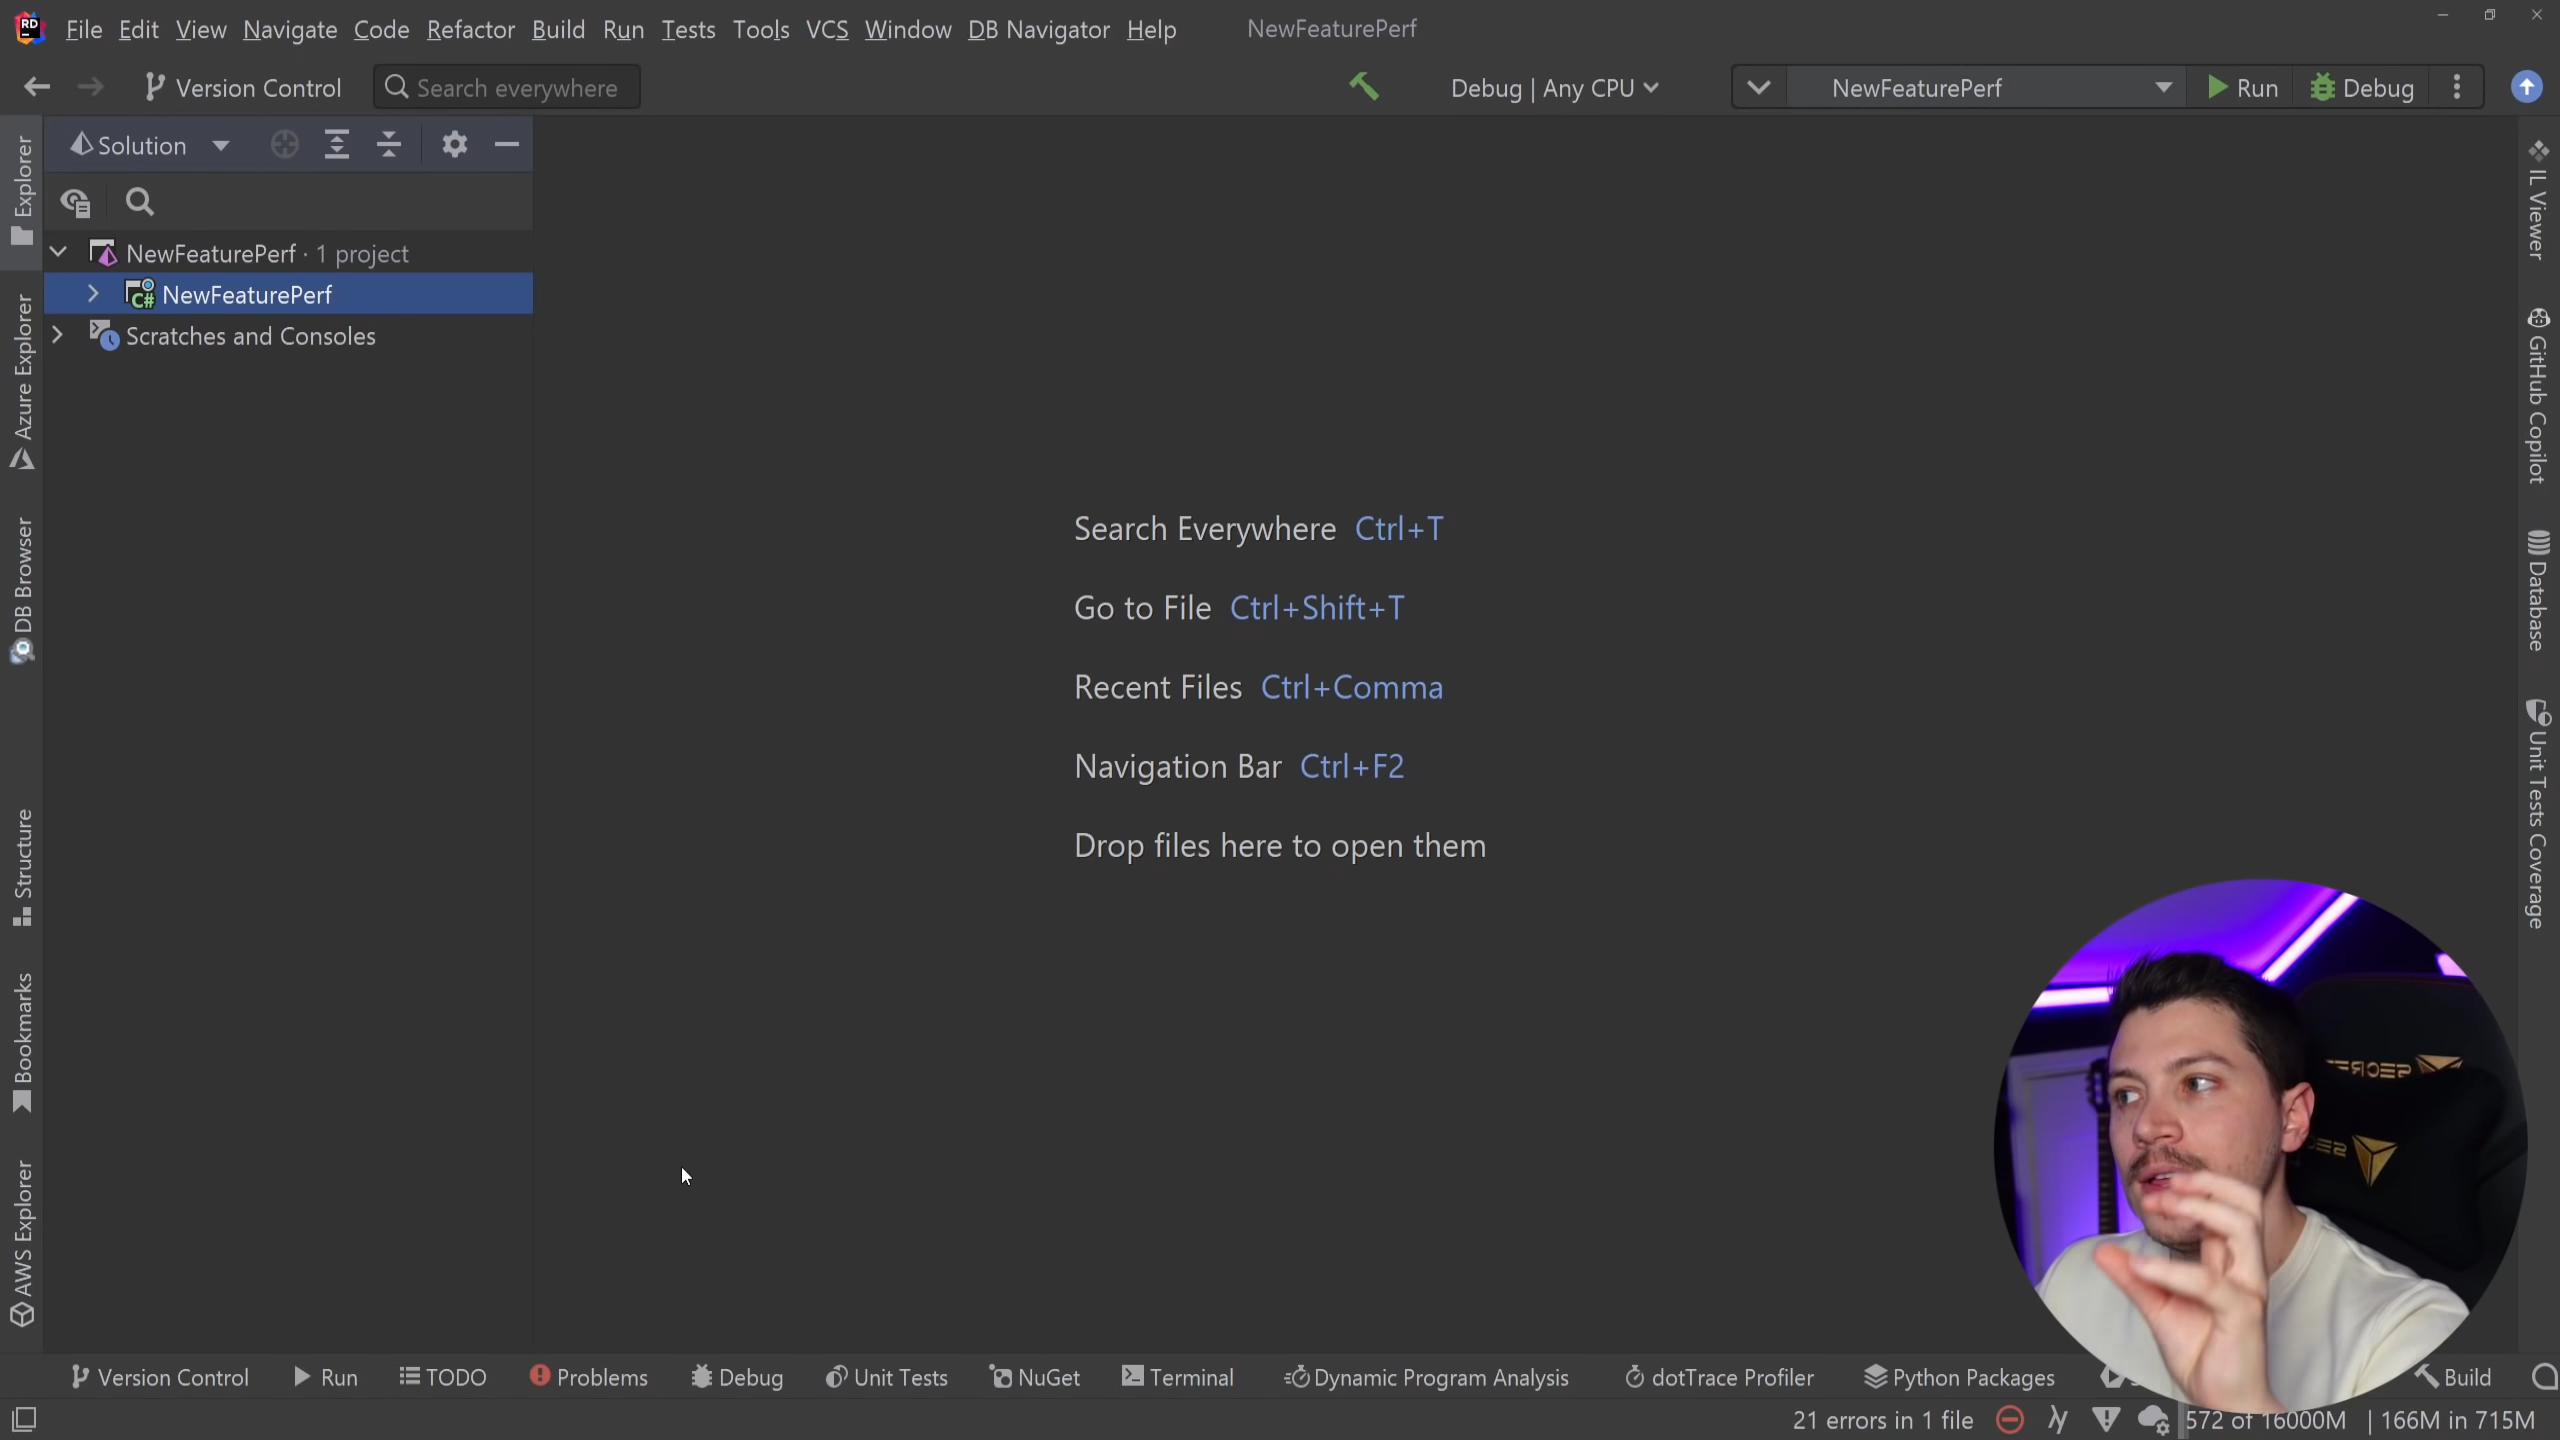 RD File Edit View Navigate Code Refactor Build Run Tests Tools VCS Window DB Navigator Help NewFeaturePerf
Version Control Search everywhere Debug | Any CPU NewFeaturePerf Run Debug
Solution
NewFeaturePerf · 1 project
C# NewFeaturePerf
Scratches and Consoles
Explorer
Azure Explorer
DB Browser
Structure
Bookmarks
AWS Explorer
Search Everywhere Ctrl+T
Go to File Ctrl+Shift+T
Recent Files Ctrl+Comma
Navigation Bar Ctrl+F2
Drop files here to open them
IL Viewer
GitHub Copilot
Database
Unit Tests Coverage
Version Control Run TODO Problems Debug Unit Tests NuGet Terminal Dynamic Program Analysis dotTrace Profiler Python Packages Build
21 errors in 1 file 572 of 16000M | 166M in 715M